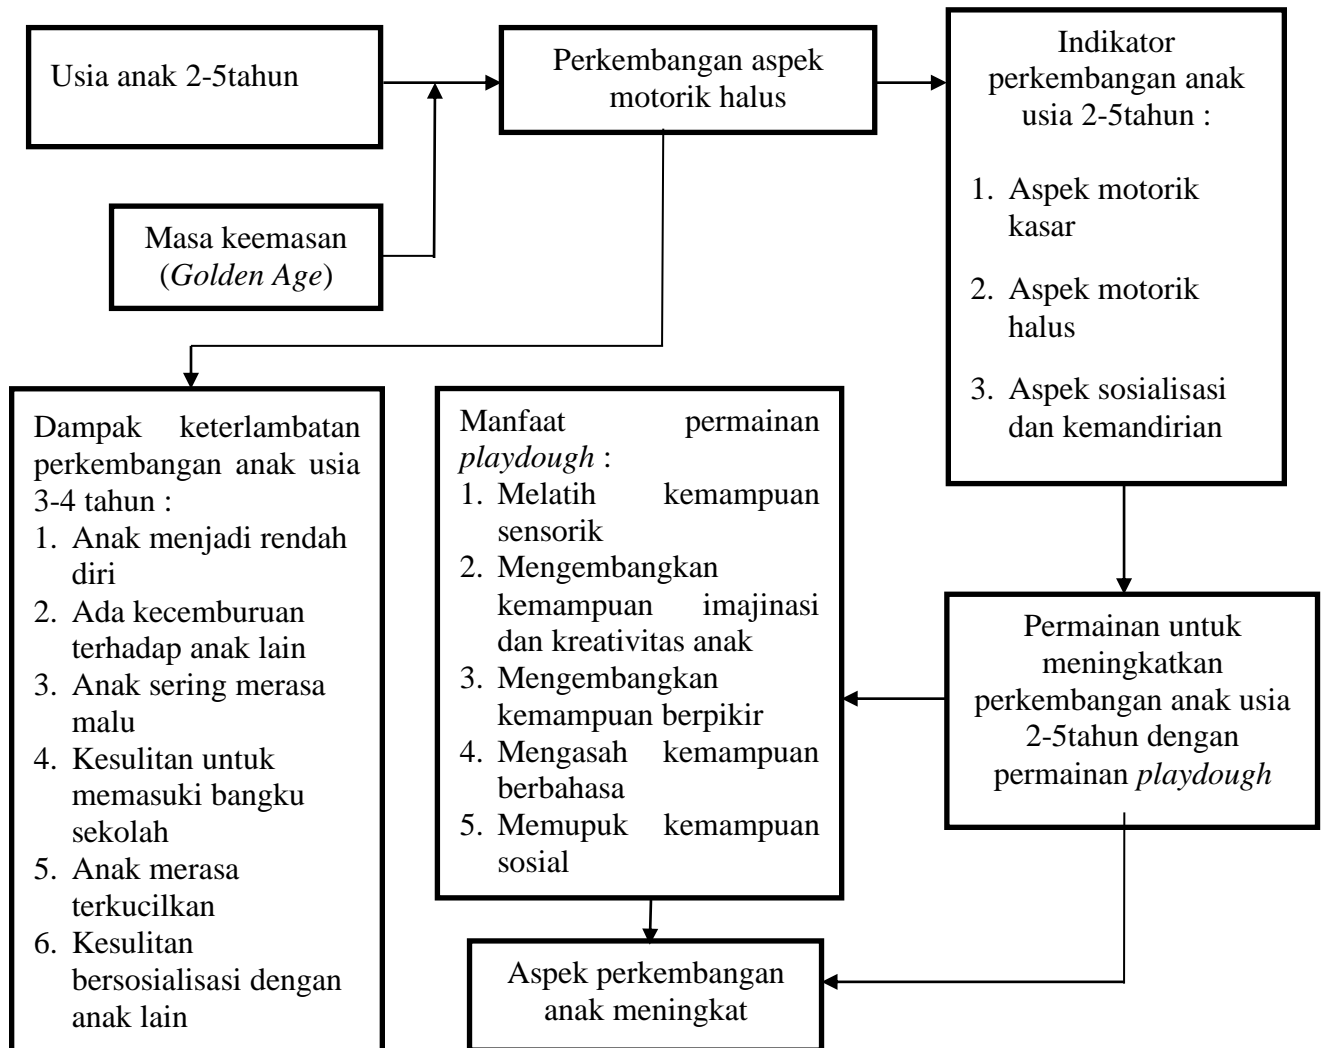 Usia anak 2-5tahun
Perkembangan aspek
motorik halus
Indikator
perkembangan anak
usia 2-5tahun :
1. Aspek motorik
kasar
2. Aspek motorik
halus
3. Aspek sosialisasi
dan kemandirian
Masa keemasan
(Golden Age)
Dampak keterlambatan
perkembangan anak usia
3-4 tahun :
1. Anak menjadi rendah
diri
2. Ada kecemburuan
terhadap anak lain
3. Anak sering merasa
malu
4. Kesulitan untuk
memasuki bangku
sekolah
5. Anak merasa
terkucilkan
6. Kesulitan
bersosialisasi dengan
anak lain
Manfaat permainan
playdough :
1. Melatih kemampuan
sensorik
2. Mengembangkan
kemampuan imajinasi
dan kreativitas anak
3. Mengembangkan
kemampuan berpikir
4. Mengasah kemampuan
berbahasa
5. Memupuk kemampuan
sosial
Permainan untuk
meningkatkan
perkembangan anak usia
2-5tahun dengan
permainan playdough
Aspek perkembangan
anak meningkat